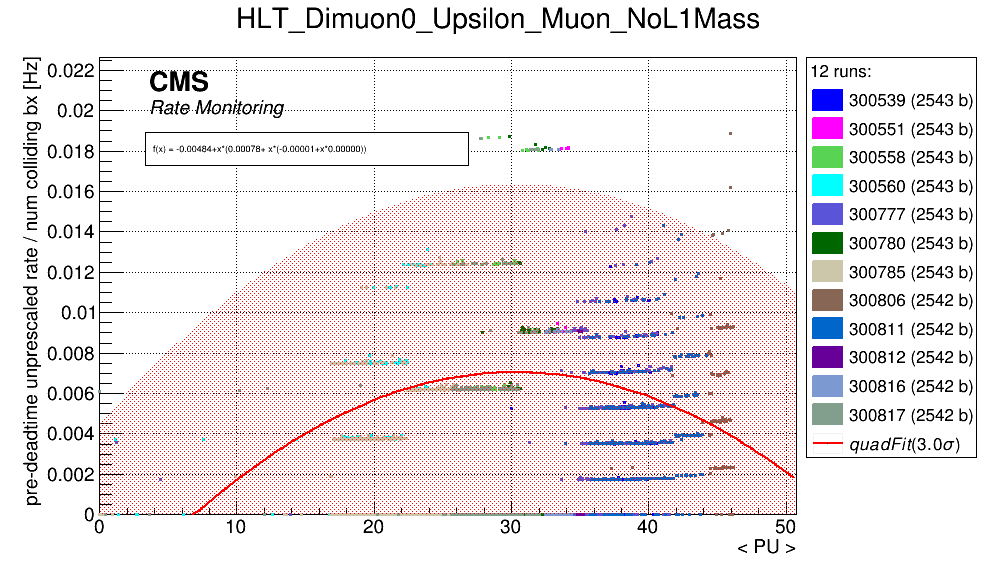 HLT_Dimuon0_Upsilon_Muon_NoL1Mass
pre-deadtime unprescaled rate / num colliding bx [Hz]
0.022
0.02
0.018
0.016
0.014
0.012
0.01
0.008
0.006
0.004
0.002
0
CMS
Rate Monitoring
f(x) = -0.00484+x*(0.00078+ x*(-0.00001+x*0.00000))
0 10 20 30 40 50
< PU >
12 runs:
300539 (2543 b)
300551 (2543 b)
300558 (2543 b)
300560 (2543 b)
300777 (2543 b)
300780 (2543 b)
300785 (2543 b)
300806 (2542 b)
300811 (2542 b)
300812 (2542 b)
300816 (2542 b)
300817 (2542 b)
quadFit(3.0σ)